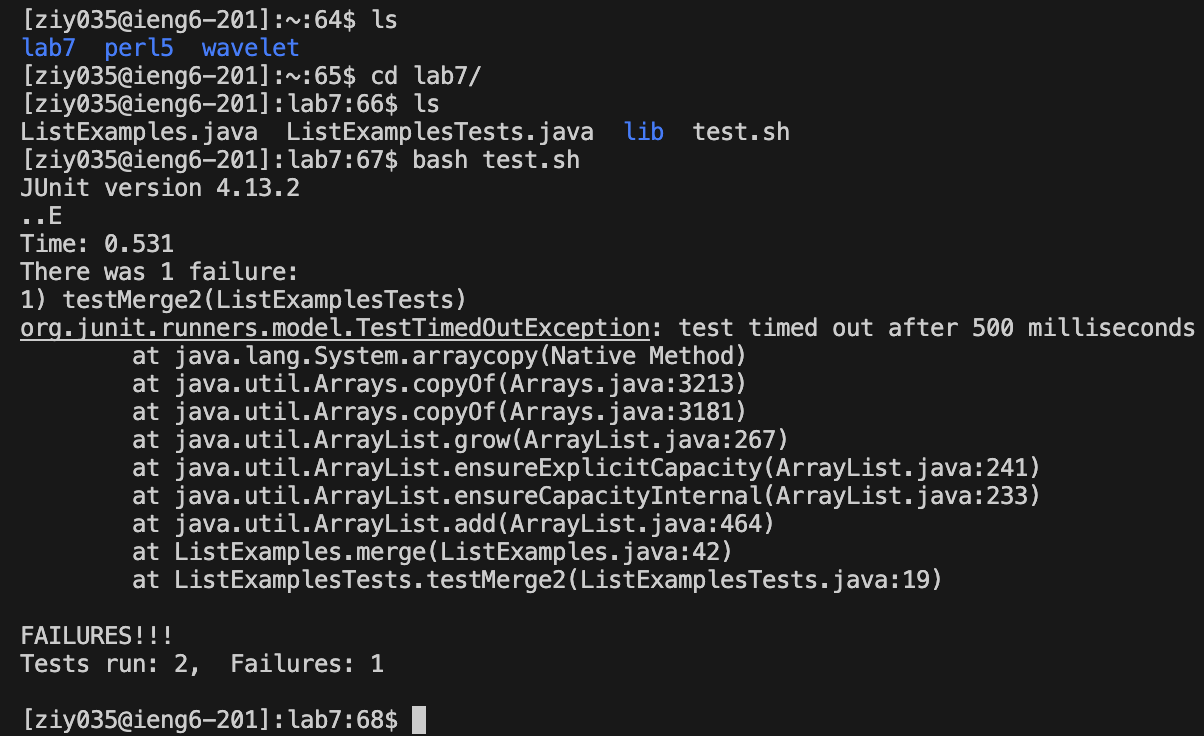 [ziy035@ieng6-201]:~:64$ ls
lab7  perl5  wavelet
[ziy035@ieng6-201]:~:65$ cd lab7/
[ziy035@ieng6-201]:lab7:66$ ls
ListExamples.java  ListExamplesTests.java  lib  test.sh
[ziy035@ieng6-201]:lab7:67$ bash test.sh
JUnit version 4.13.2
..E
Time: 0.531
There was 1 failure:
1) testMerge2(ListExamplesTests)
org.junit.runners.model.TestTimedOutException: test timed out after 500 milliseconds
        at java.lang.System.arraycopy(Native Method)
        at java.util.Arrays.copyOf(Arrays.java:3213)
        at java.util.Arrays.copyOf(Arrays.java:3181)
        at java.util.ArrayList.grow(ArrayList.java:267)
        at java.util.ArrayList.ensureExplicitCapacity(ArrayList.java:241)
        at java.util.ArrayList.ensureCapacityInternal(ArrayList.java:233)
        at java.util.ArrayList.add(ArrayList.java:464)
        at ListExamples.merge(ListExamples.java:42)
        at ListExamplesTests.testMerge2(ListExamplesTests.java:19)

FAILURES!!!
Tests run: 2,  Failures: 1

[ziy035@ieng6-201]:lab7:68$